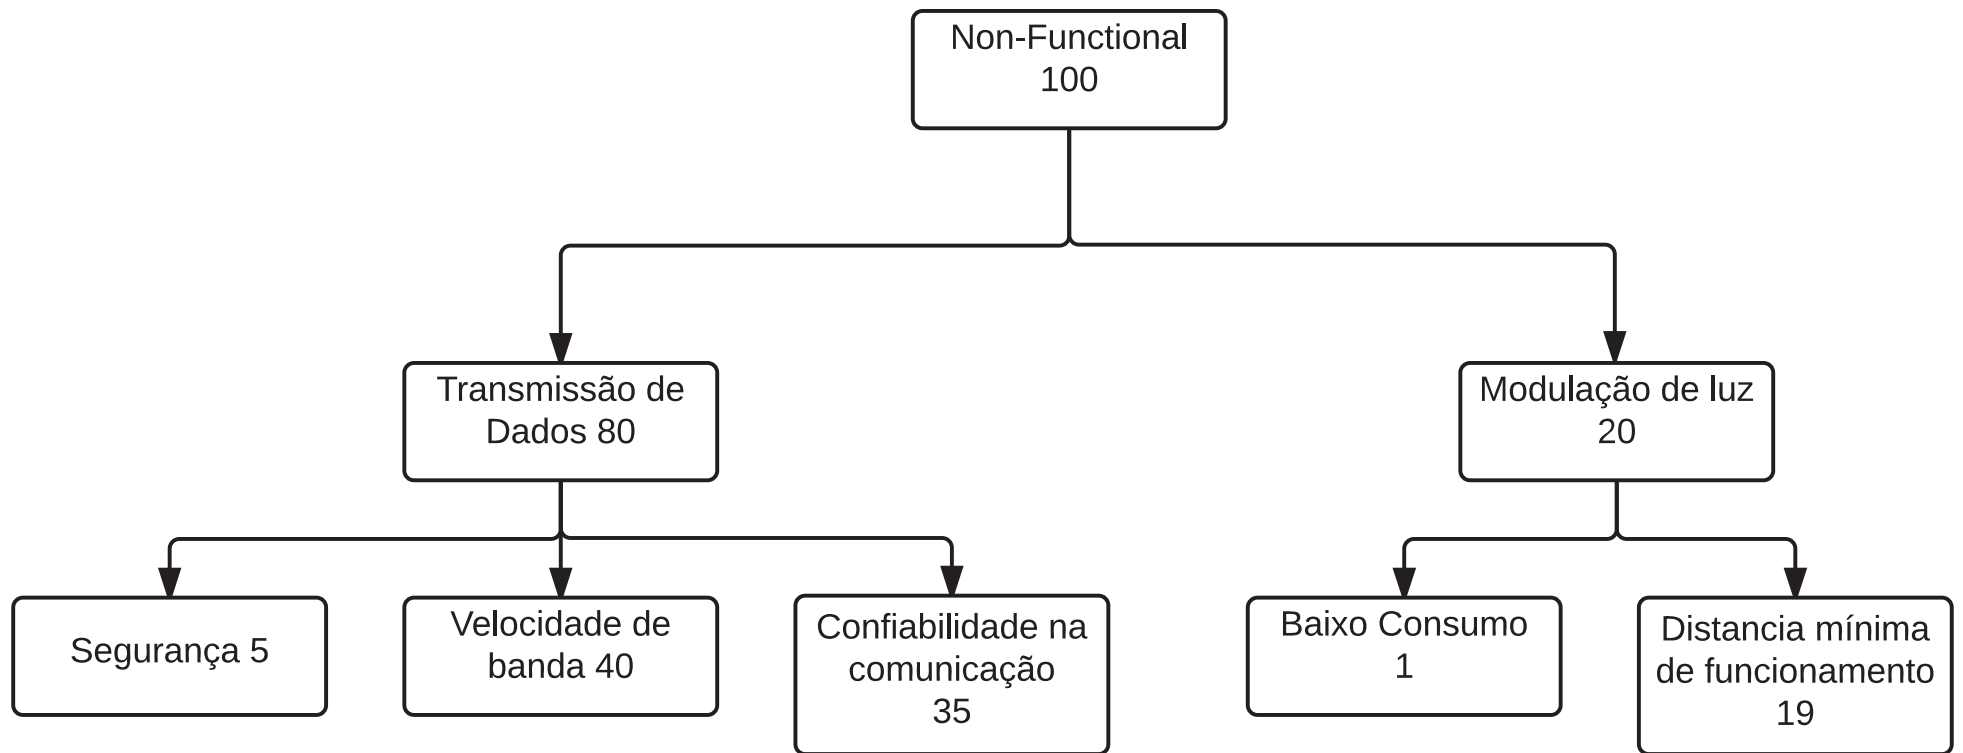 Non-Functional
100
Transmissão de
Dados 80
Modulação de luz
20
Segurança 5
Velocidade de
banda 40
Confiabilidade na
comunicação
35
Baixo Consumo
1
Distancia mínima
de funcionamento
19